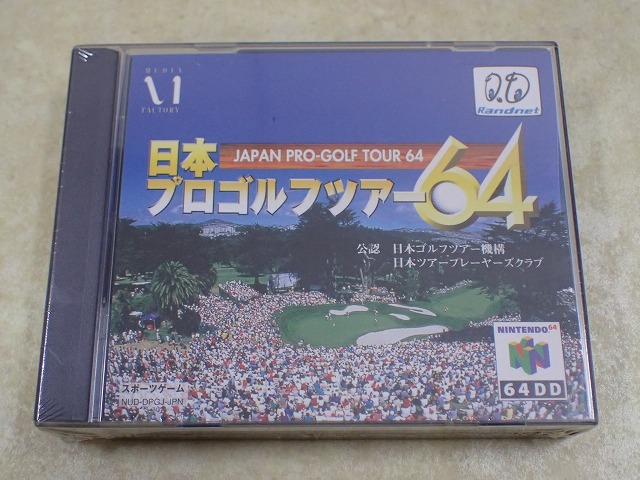 MEDIA
FACTORY
Randnet
日本
JAPAN PRO-GOLF TOUR 64
プロゴルフツアー64
公認 日本ゴルフツアー機構
日本ツアープレーヤーズクラブ
NINTENDO 64
64DD
スポーツゲーム
NUD-DPGJ-JPN